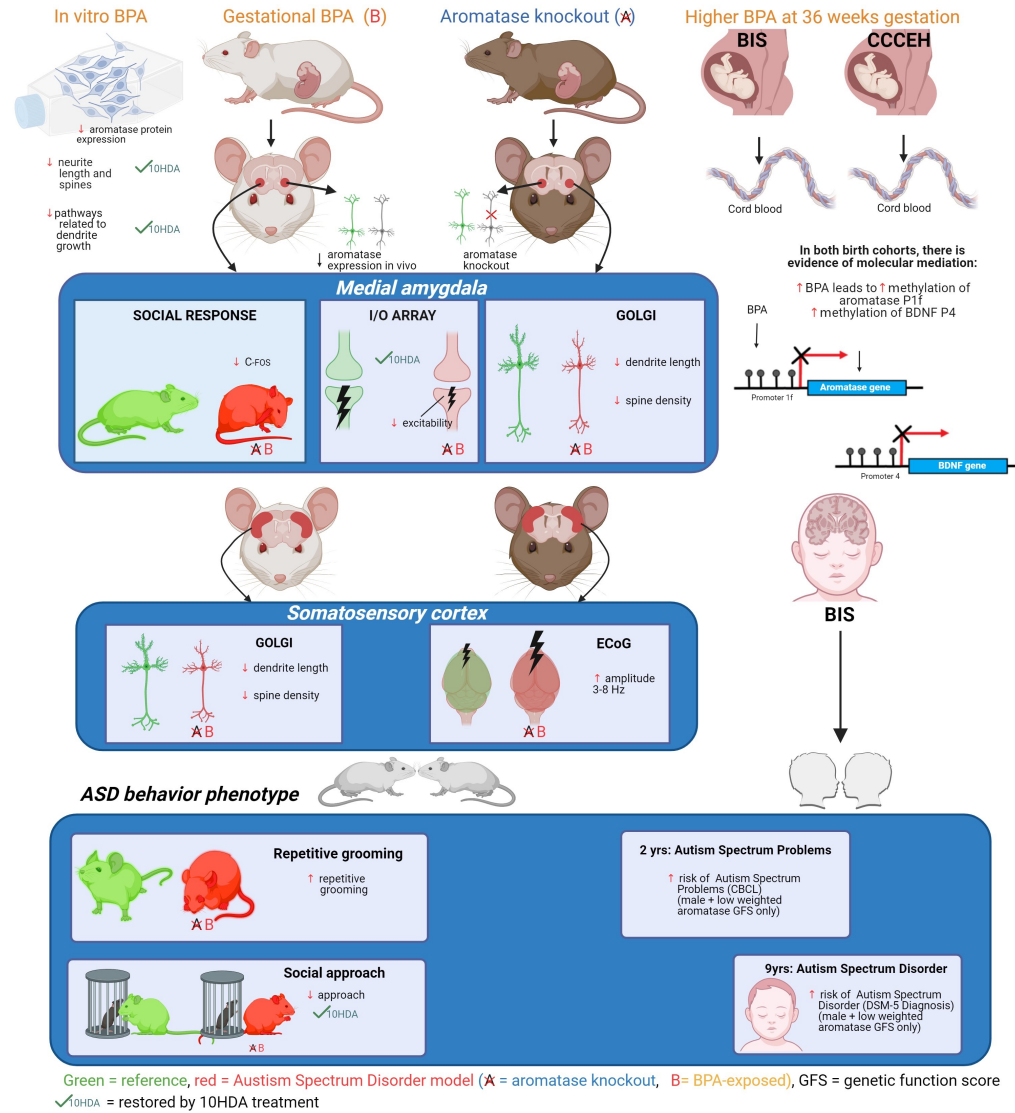 In vitro BPA
Gestational BPA (B)
Aromatase knockout (A)
Higher BPA at 36 weeks gestation
BIS
CCCEH
↓ aromatase protein
expression
↓ neurite
length and
spines
✓10HDA
↓pathways
related to
dendrite
growth
✓10HDA
↓ aromatase
expression in vivo
aromatase
knockout
Cord blood
Cord blood
In both birth cohorts, there is
evidence of molecular mediation:
↑BPA leads to↑methylation of
aromatase P1f
↑methylation of BDNF P4
BPA
Promoter 1f
Aromatase gene
Promoter 4
BDNF gene
Medial amygdala
SOCIAL RESPONSE
↓ C-FOS
A B
I/O ARRAY
✓10HDA
↓ excitability
A B
GOLGI
↓ dendrite length
↓ spine density
A B
BIS
Somatosensory cortex
GOLGI
↓ dendrite length
↓ spine density
A B
ECoG
↑ amplitude
3-8 Hz
A B
ASD behavior phenotype
Repetitive grooming
↑ repetitive
grooming
A B
Social approach
↓ approach
✓10HDA
A B
2 yrs: Autism Spectrum Problems
↑ risk of Autism Spectrum
Problems (CBCL)
(male + low weighted
aromatase GFS only)
9yrs: Autism Spectrum Disorder
↑ risk of Autism Spectrum
Disorder (DSM-5 Diagnosis)
(male + low weighted
aromatase GFS only)
Green = reference, red = Austism Spectrum Disorder model (A = aromatase knockout, B= BPA-exposed), GFS = genetic function score
✓10HDA = restored by 10HDA treatment